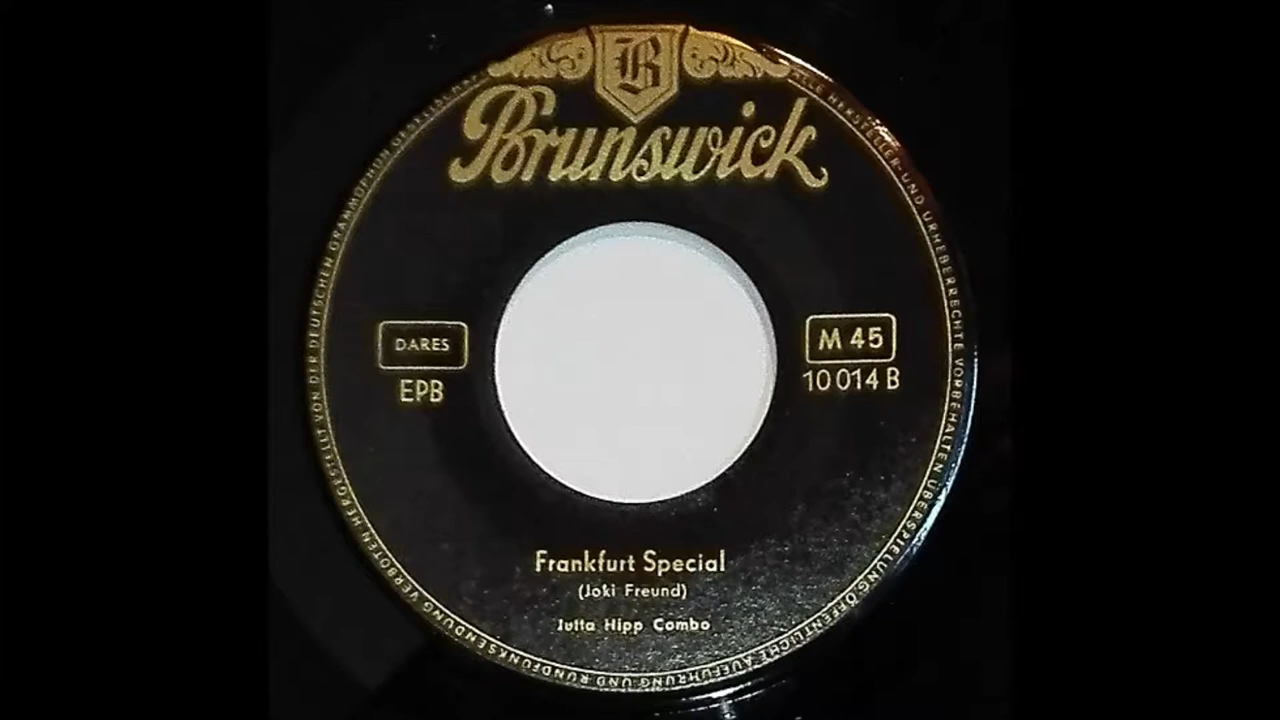 B
Brunswick
DARES
EPB
M 45
10 014 B
Frankfurt Special
(Joki Freund)
Jutta Hipp Combo
HERGESTELLT VON DER DEUTSCHEN GRAMMOPHON GESELLSCHAFT
ALLE HERSTELLER- UND URHEBERRECHTE VORBEHALTEN ÜBERSPIELUNG ÖFFENTLICHE AUFFÜHRUNG UND RUNDFUNKSENDUNG VERBOTEN